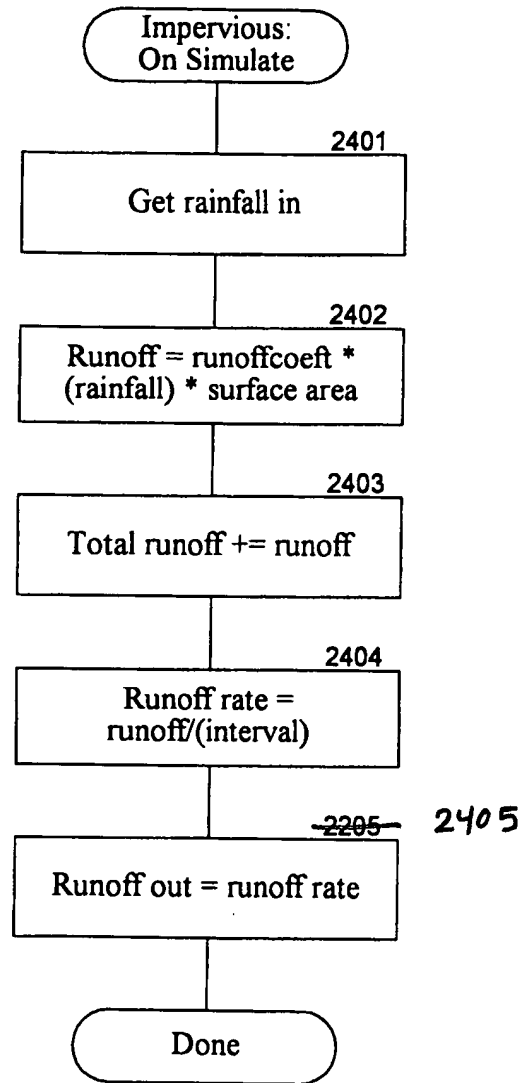 Impervious:
On Simulate
2401
Get rainfall in
2402
Runoff = runoffcoeft *
(rainfall) * surface area
2403
Total runoff += runoff
2404
Runoff rate =
runoff/(interval)
2205 2405
Runoff out = runoff rate
Done